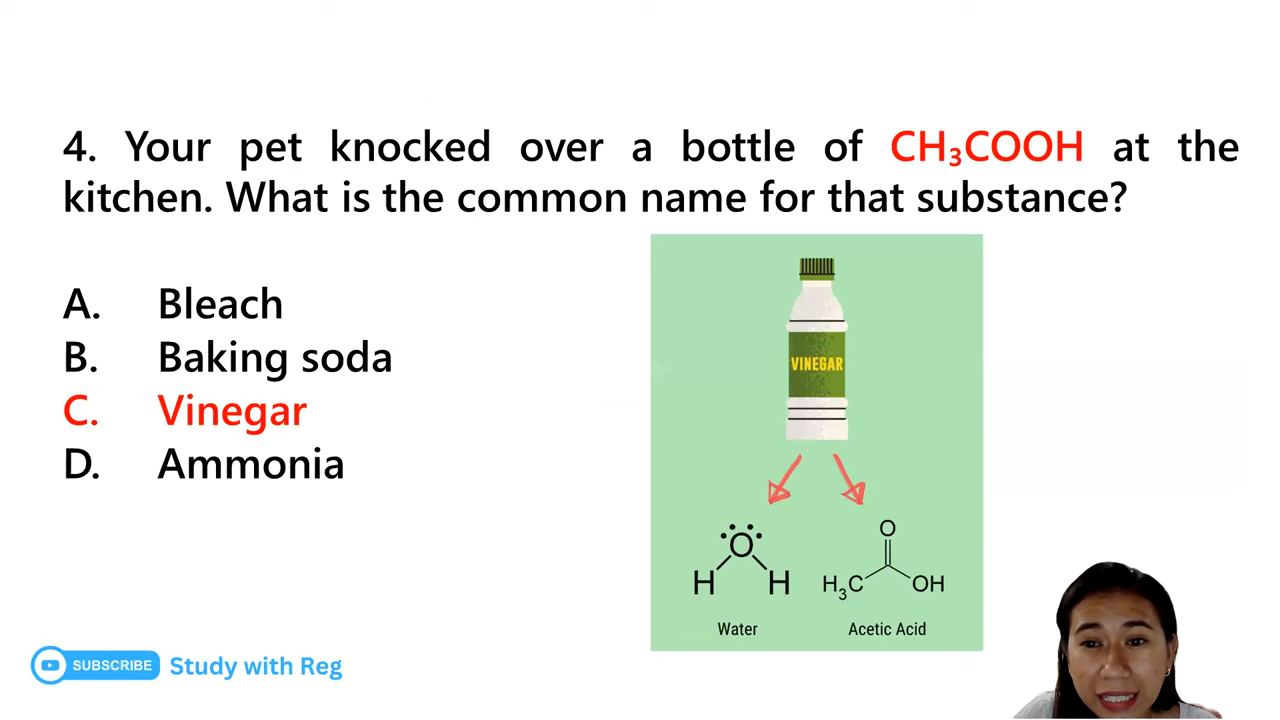 4. Your pet knocked over a bottle of CH₃COOH at the
kitchen. What is the common name for that substance?
A. Bleach
B. Baking soda
C. Vinegar
D. Ammonia
VINEGAR
O
H H
Water
O
H₃C OH
Acetic Acid
SUBSCRIBE Study with Reg